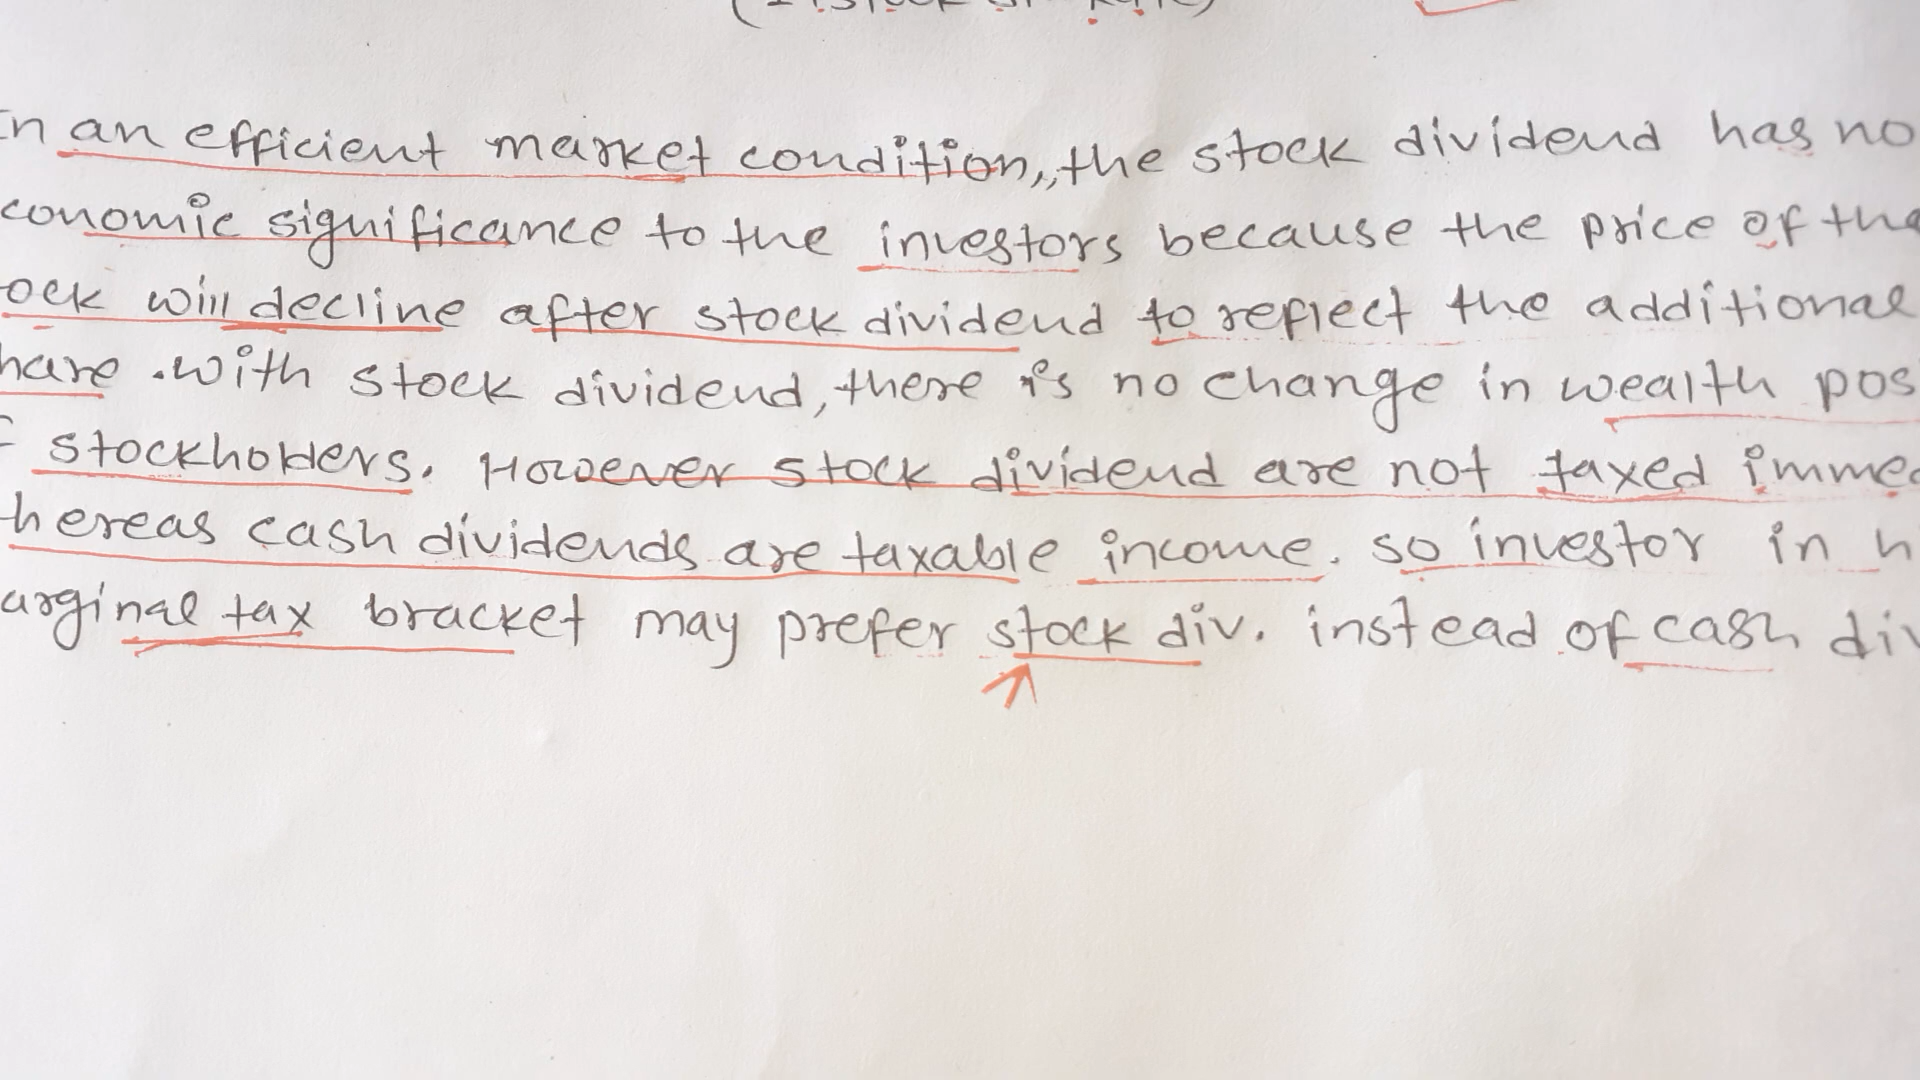 In an efficient market condition,, the stock dividend has no
conomic significance to the investors because the price of the
ock will decline after stock dividend to reflect the additional
hare . with stock dividend, there is no change in wealth pos
stockholders. However stock dividend are not taxed immed
hereas cash dividends are taxable income. so investor in h
arginal tax bracket may prefer stock div. instead of cash div